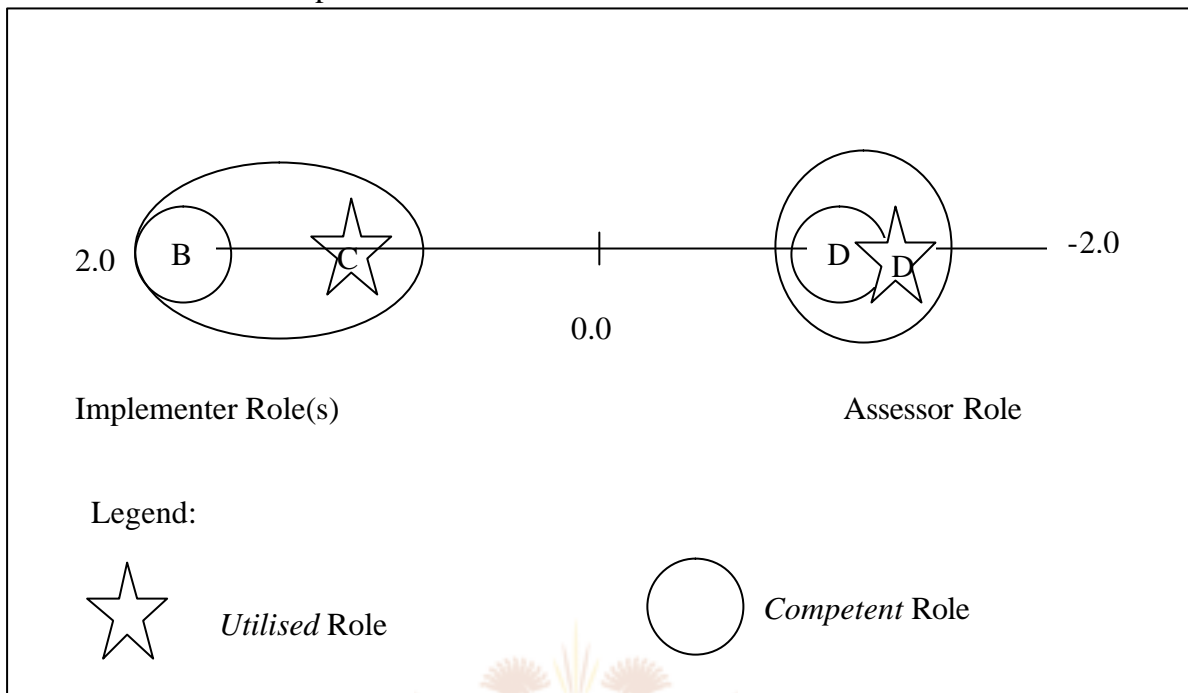 2.0 B C D D -2.0
0.0
Implementer Role(s) Assessor Role
Legend:
Utilised Role Competent Role